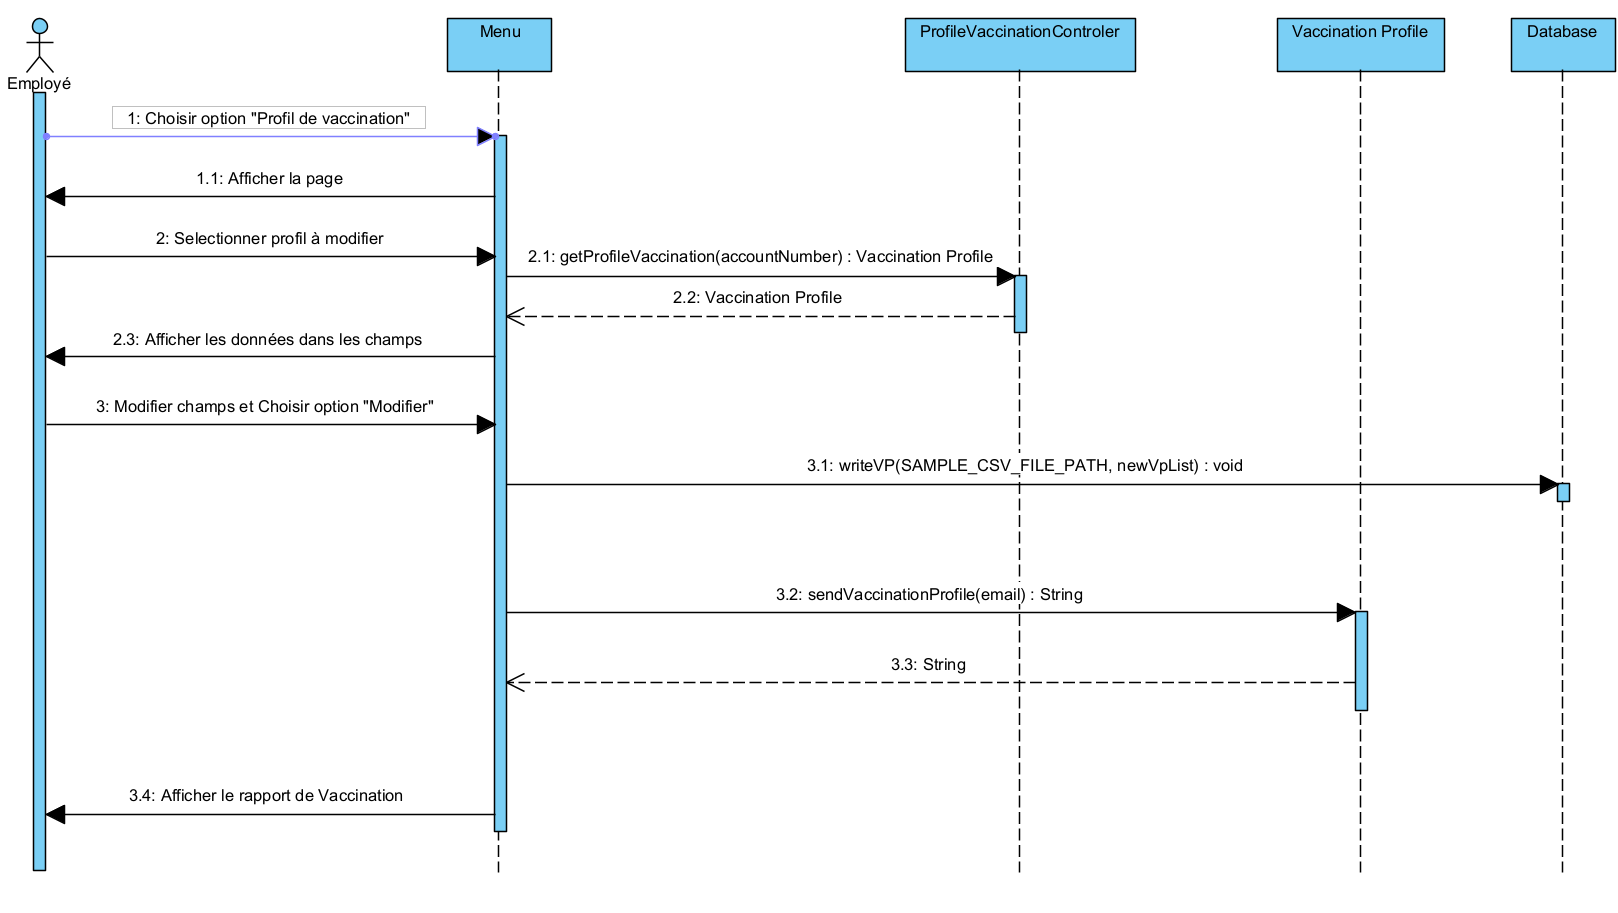 Employé
Menu
ProfileVaccinationControler
Vaccination Profile
Database
1: Choisir option "Profil de vaccination"
1.1: Afficher la page
2: Selectionner profil à modifier
2.1: getProfileVaccination(accountNumber) : Vaccination Profile
2.2: Vaccination Profile
2.3: Afficher les données dans les champs
3: Modifier champs et Choisir option "Modifier"
3.1: writeVP(SAMPLE_CSV_FILE_PATH, newVpList) : void
3.2: sendVaccinationProfile(email) : String
3.3: String
3.4: Afficher le rapport de Vaccination